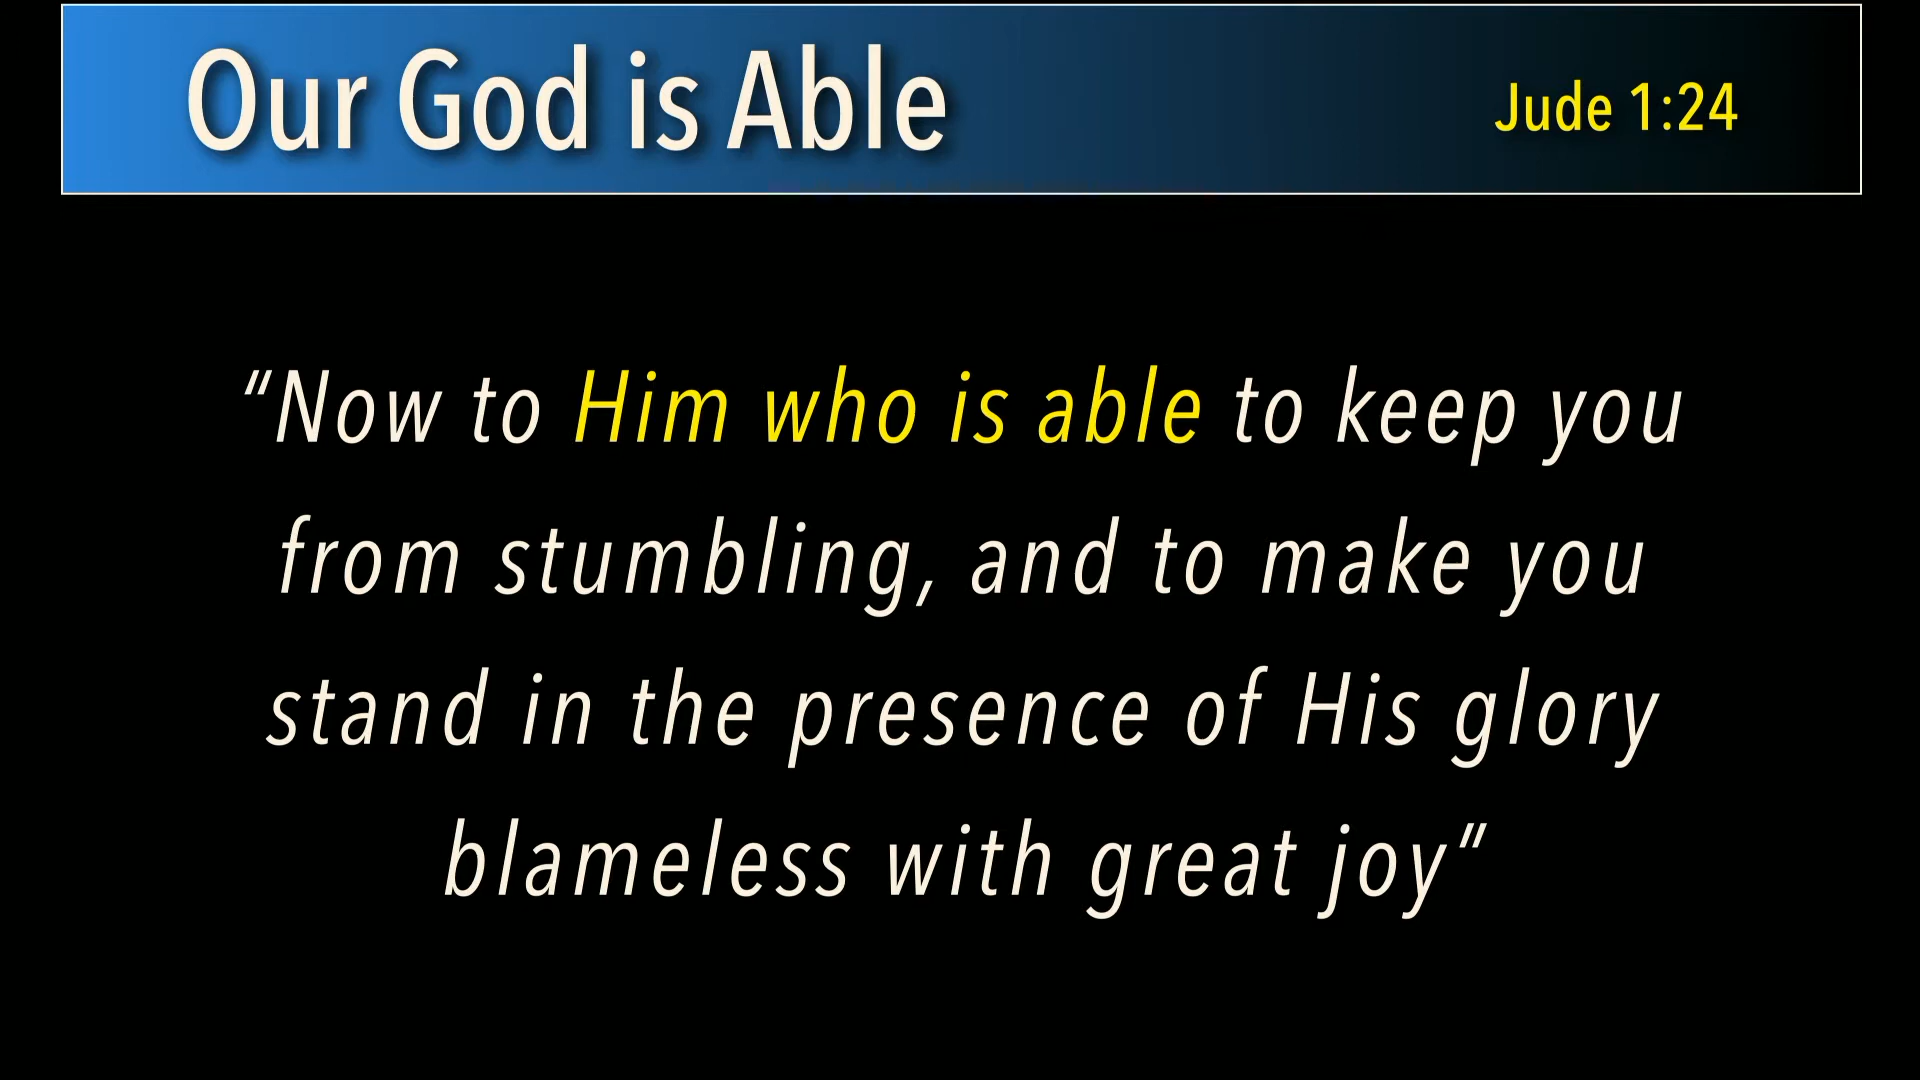 Our God is Able
Jude 1:24
“Now to Him who is able to keep you
from stumbling, and to make you
stand in the presence of His glory
blameless with great joy”